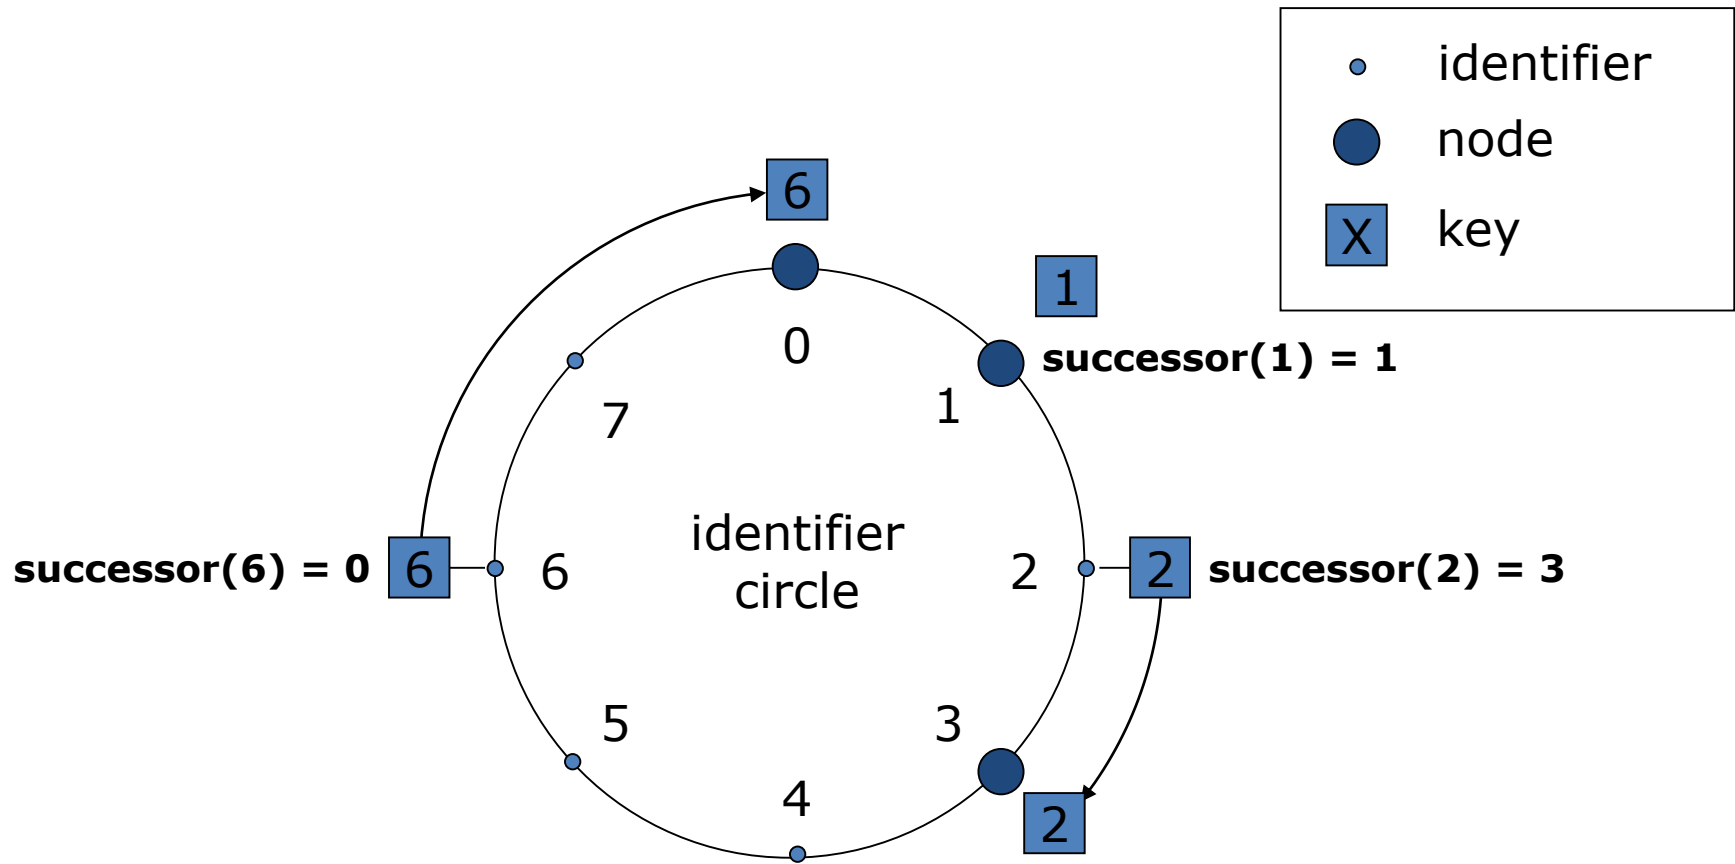 identifier
node
X key
6
1
0
successor(1) = 1
1
7
identifier
circle
successor(6) = 0 6 6
2 2 successor(2) = 3
5
3
4
2